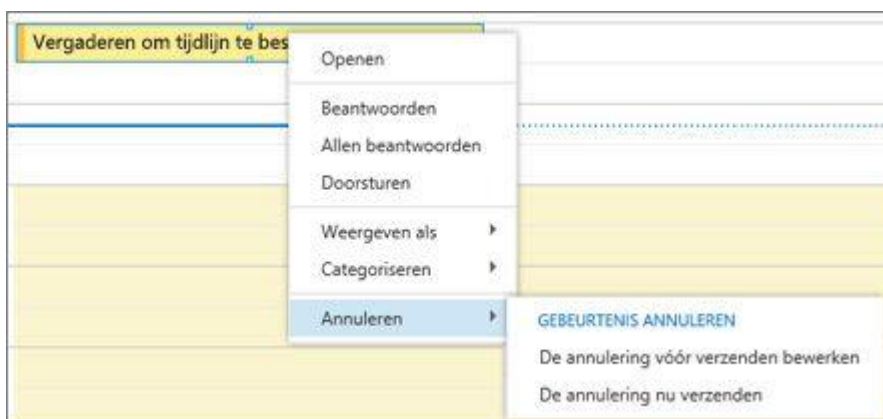 Vergaderen om tijdlijn te bes
Openen
Beantwoorden
Allen beantwoorden
Doorsturen
Weergeven als
Categoriseren
Annuleren
GEBEURTENIS ANNULEREN
De annulering vóór verzenden bewerken
De annulering nu verzenden